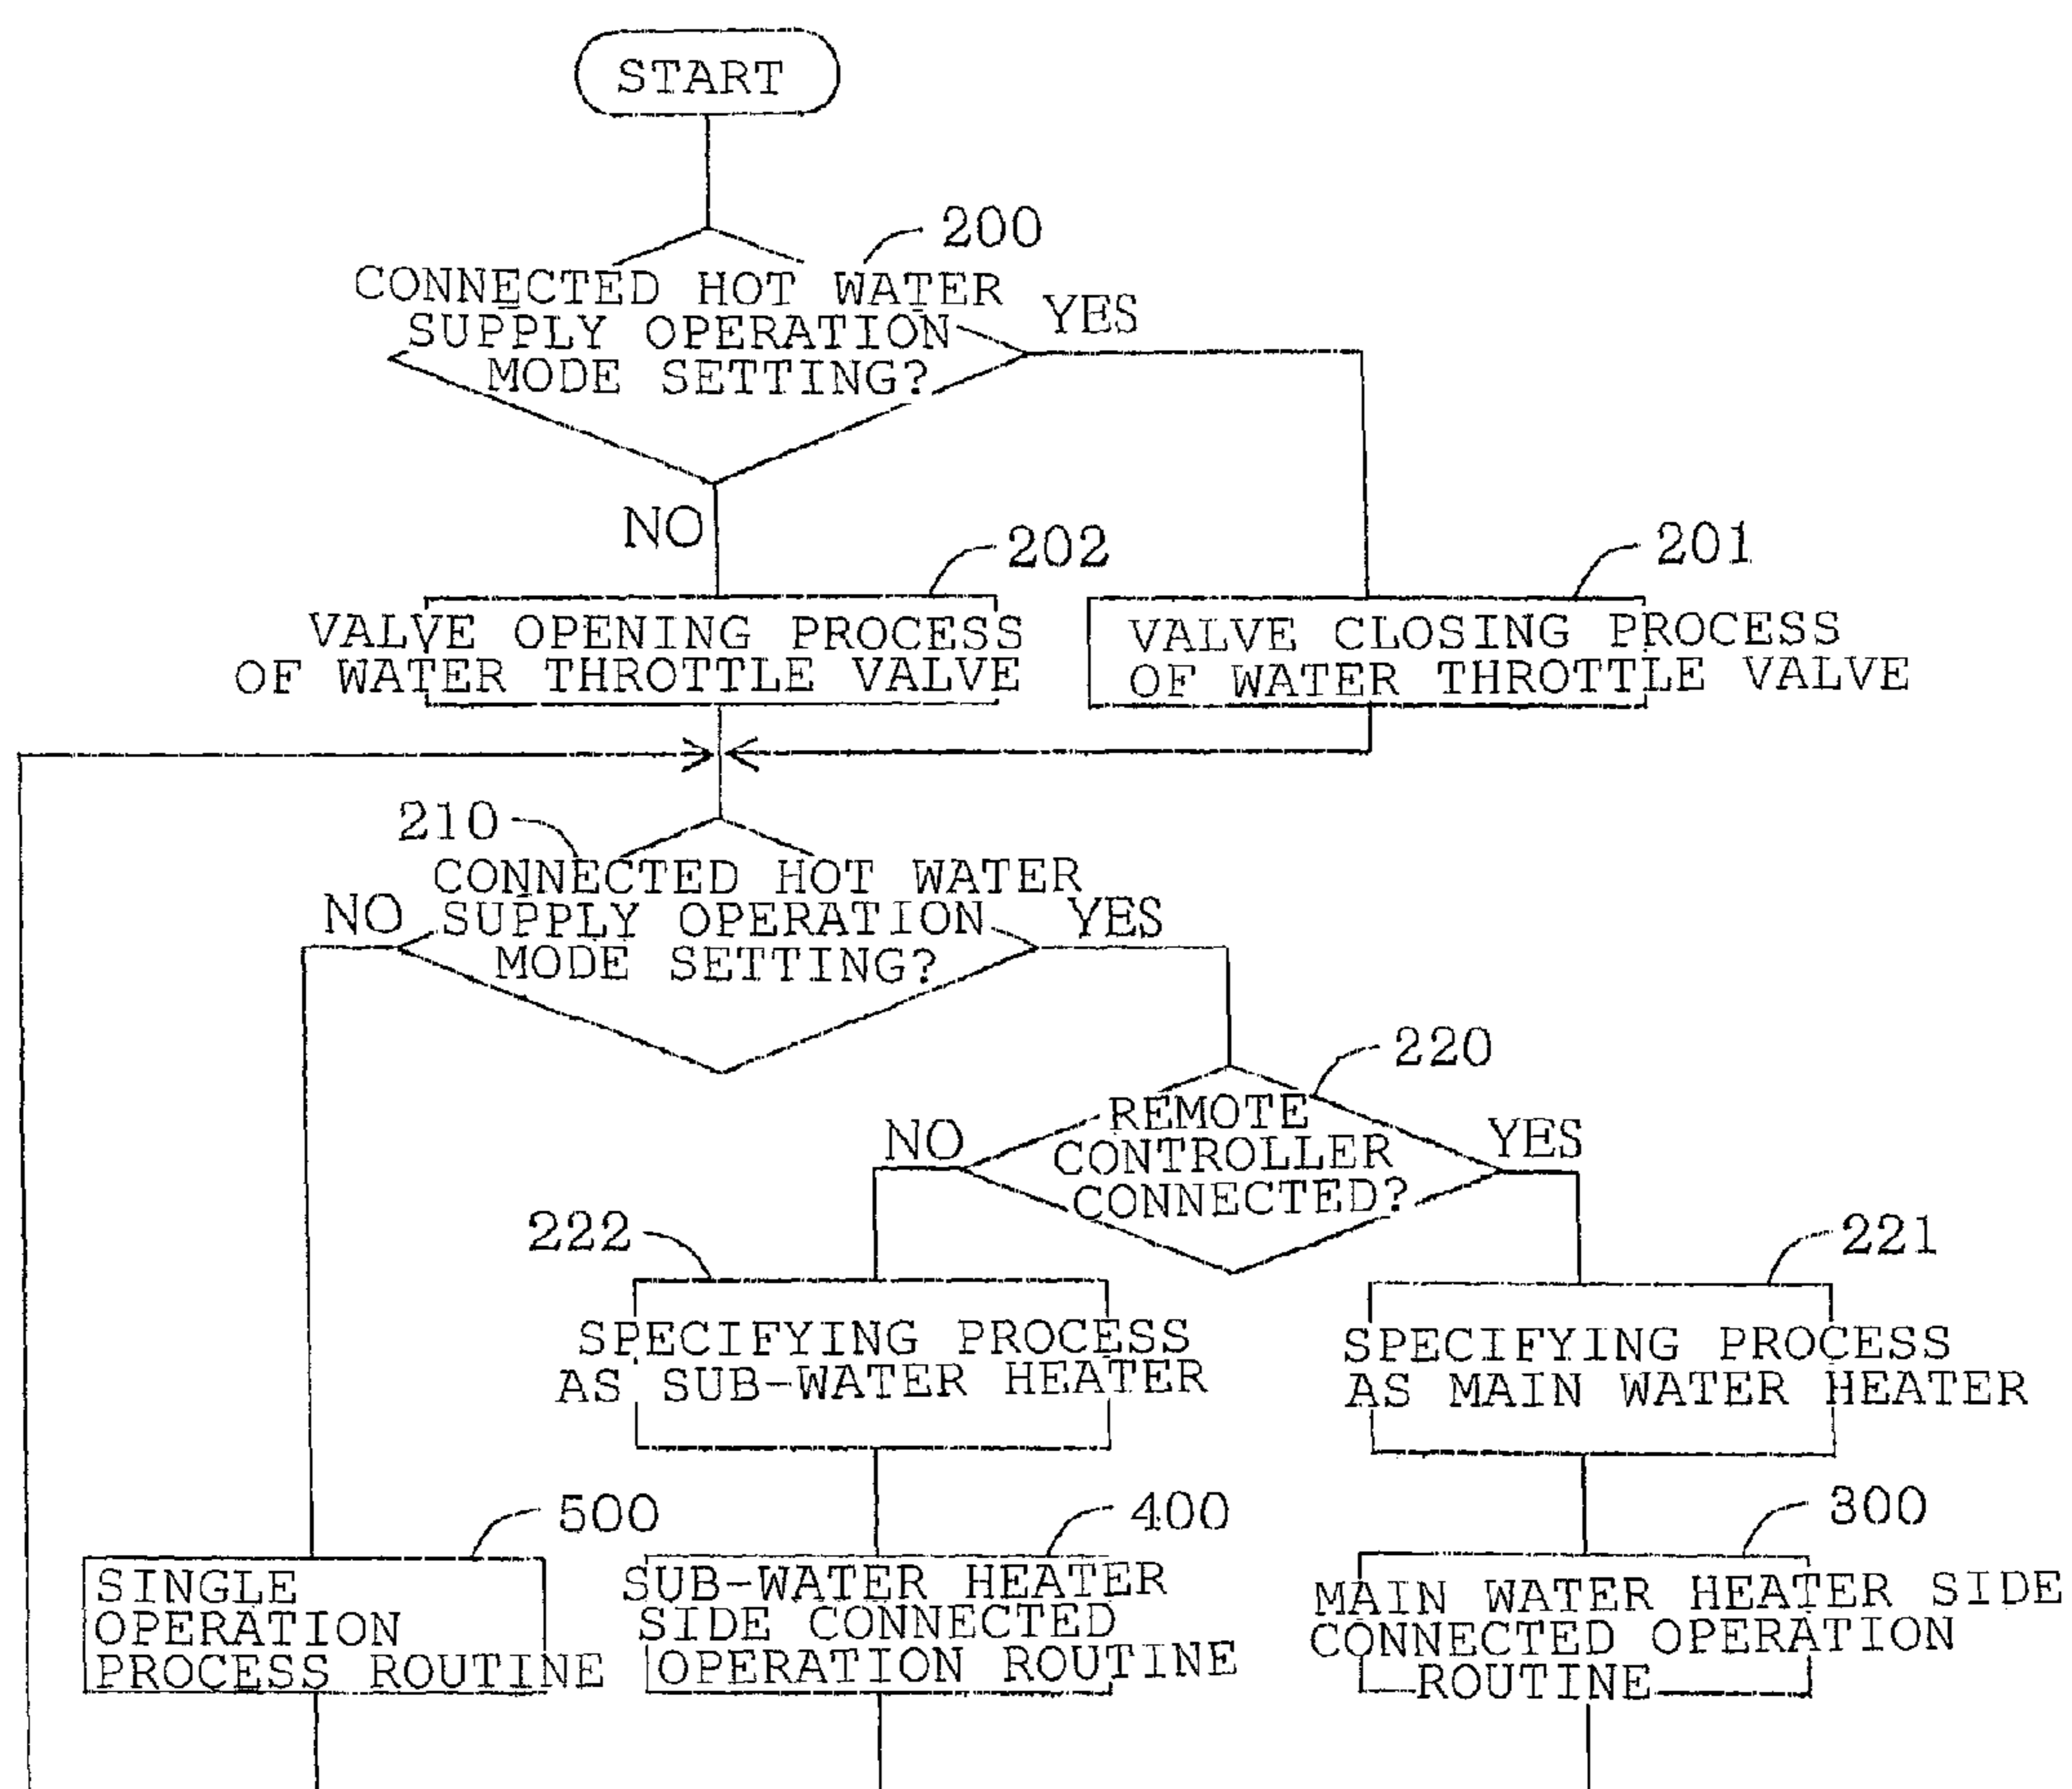 START
200
CONNECTED HOT WATER
SUPPLY OPERATION
MODE SETTING?
YES
NO
202
201
VALVE OPENING PROCESS
OF WATER THROTTLE VALVE
VALVE CLOSING PROCESS
OF WATER THROTTLE VALVE
210
CONNECTED HOT WATER
SUPPLY OPERATION
MODE SETTING?
NO
YES
220
REMOTE
CONTROLLER
CONNECTED?
NO
YES
222
221
SPECIFYING PROCESS
AS SUB-WATER HEATER
SPECIFYING PROCESS
AS MAIN WATER HEATER
500
400
300
SINGLE
OPERATION
PROCESS ROUTINE
SUB-WATER HEATER
SIDE CONNECTED
OPERATION ROUTINE
MAIN WATER HEATER SIDE
CONNECTED OPERATION
ROUTINE